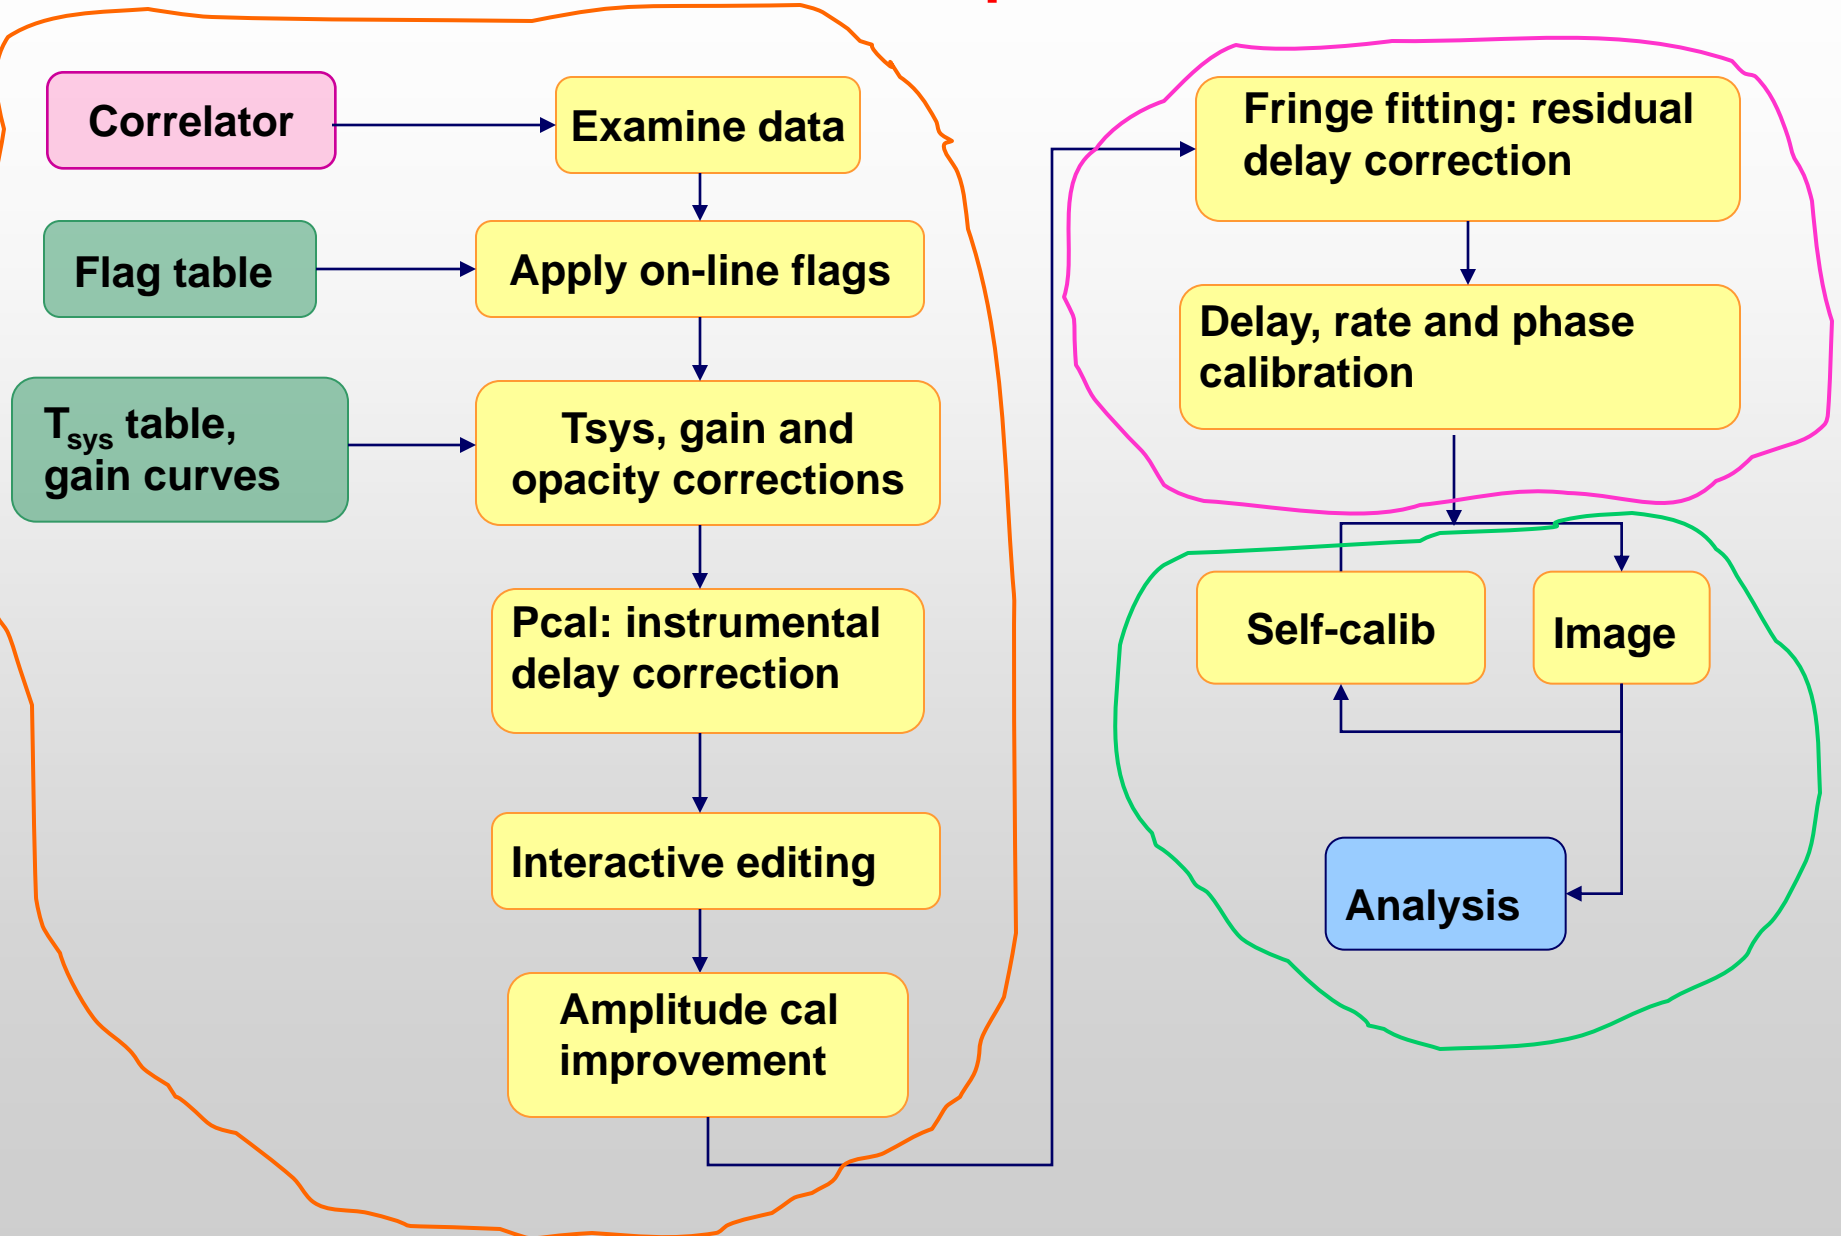 Correlator
Examine data
Flag table
Apply on-line flags
Tsys table,
gain curves
Tsys, gain and
opacity corrections
Pcal: instrumental
delay correction
Interactive editing
Amplitude cal
improvement
Fringe fitting: residual
delay correction
Delay, rate and phase
calibration
Self-calib
Image
Analysis